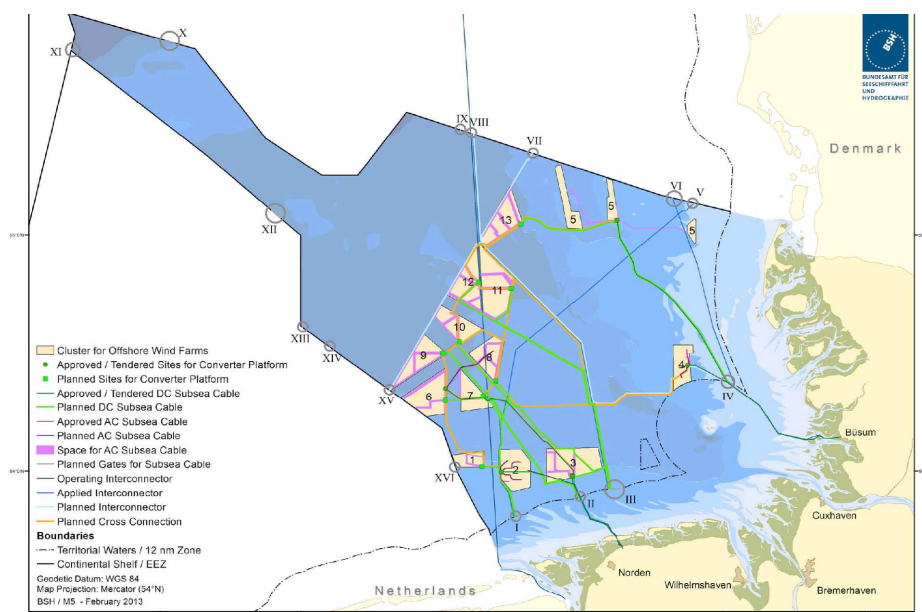 XI
X
BSH
BUNDESAMT FÜR
SEESCHIFFFAHRT
UND
HYDROGRAPHIE
IX
VIII
VII
Denmark
VI
V
5
5
5
13
XII
12
11
10
XIII
XIV
9
8
4
XV
6
7
IV
Büsum
XVI
1
2
3
I
II
III
Cuxhaven
Norden
Wilhelmshaven
Bremerhaven
Netherlands
Cluster for Offshore Wind Farms
Approved / Tendered Sites for Converter Platform
Planned Sites for Converter Platform
Approved / Tendered DC Subsea Cable
Planned DC Subsea Cable
Approved AC Subsea Cable
Planned AC Subsea Cable
Space for AC Subsea Cable
Planned Gates for Subsea Cable
Operating Interconnector
Applied Interconnector
Planned Interconnector
Planned Cross Connection
Boundaries
Territorial Waters / 12 nm Zone
Continental Shelf / EEZ
Geodetic Datum: WGS 84
Map Projection: Mercator (54°N)
BSH / M5 - February 2013